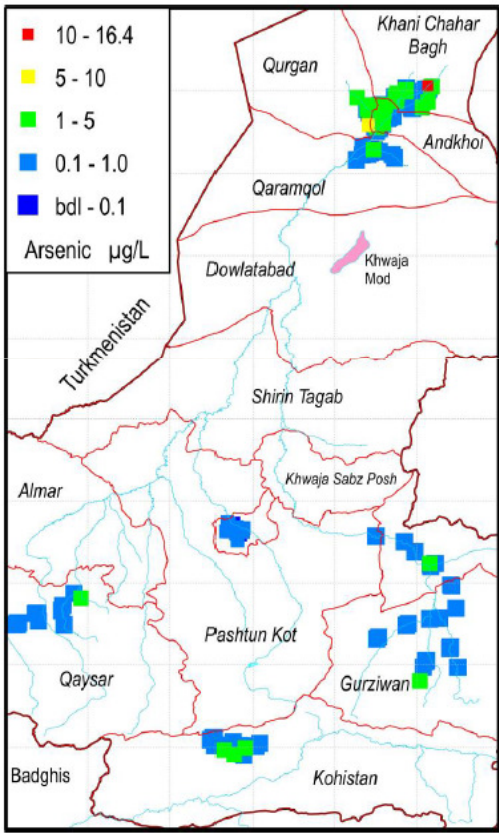 10 - 16.4
5 - 10
1 - 5
0.1 - 1.0
bdl - 0.1
Arsenic µg/L
Khani Chahar
Bagh
Qurgan
Andkhoi
Qaramqol
Dowlatabad
Khwaja
Mod
Turkmenistan
Shirin Tagab
Khwaja Sabz Posh
Almar
Pashtun Kot
Qaysar
Gurziwan
Badghis
Kohistan